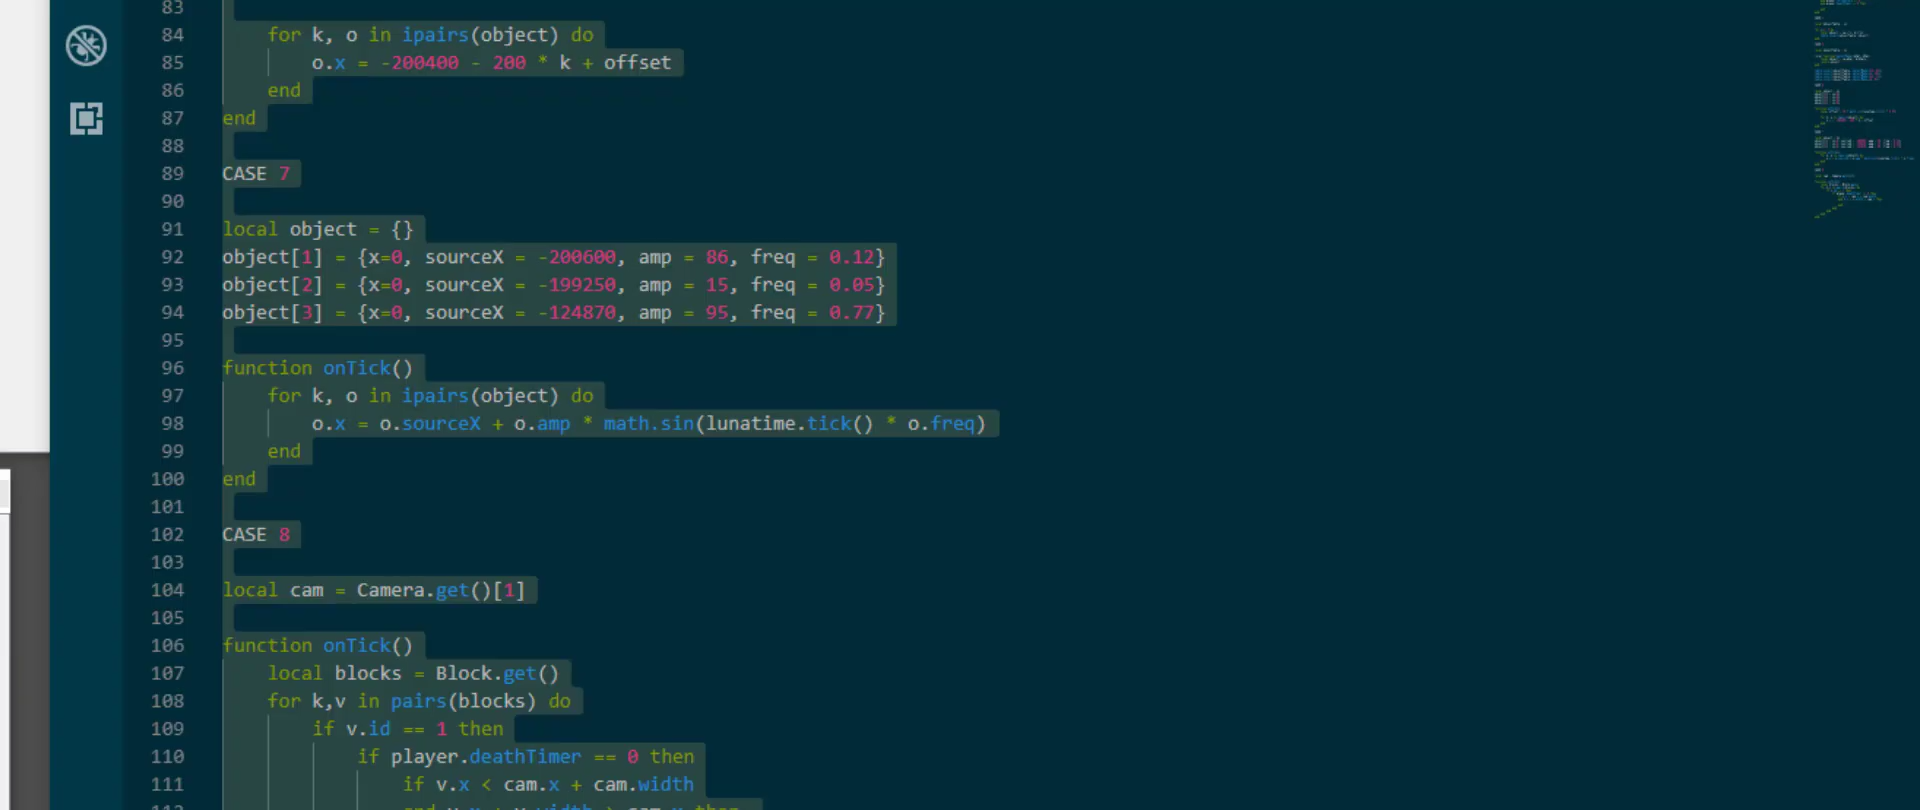 83
84 for k, o in ipairs(object) do
85 o.x = -200400 - 200 * k + offset
86 end
87 end
88
89 CASE 7
90
91 local object = {}
92 object[1] = {x=0, sourceX = -200600, amp = 86, freq = 0.12}
93 object[2] = {x=0, sourceX = -199250, amp = 15, freq = 0.05}
94 object[3] = {x=0, sourceX = -124870, amp = 95, freq = 0.77}
95
96 function onTick()
97 for k, o in ipairs(object) do
98 o.x = o.sourceX + o.amp * math.sin(lunatime.tick() * o.freq)
99 end
100 end
101
102 CASE 8
103
104 local cam = Camera.get()[1]
105
106 function onTick()
107 local blocks = Block.get()
108 for k,v in pairs(blocks) do
109 if v.id == 1 then
110 if player.deathTimer == 0 then
111 if v.x < cam.x + cam.width